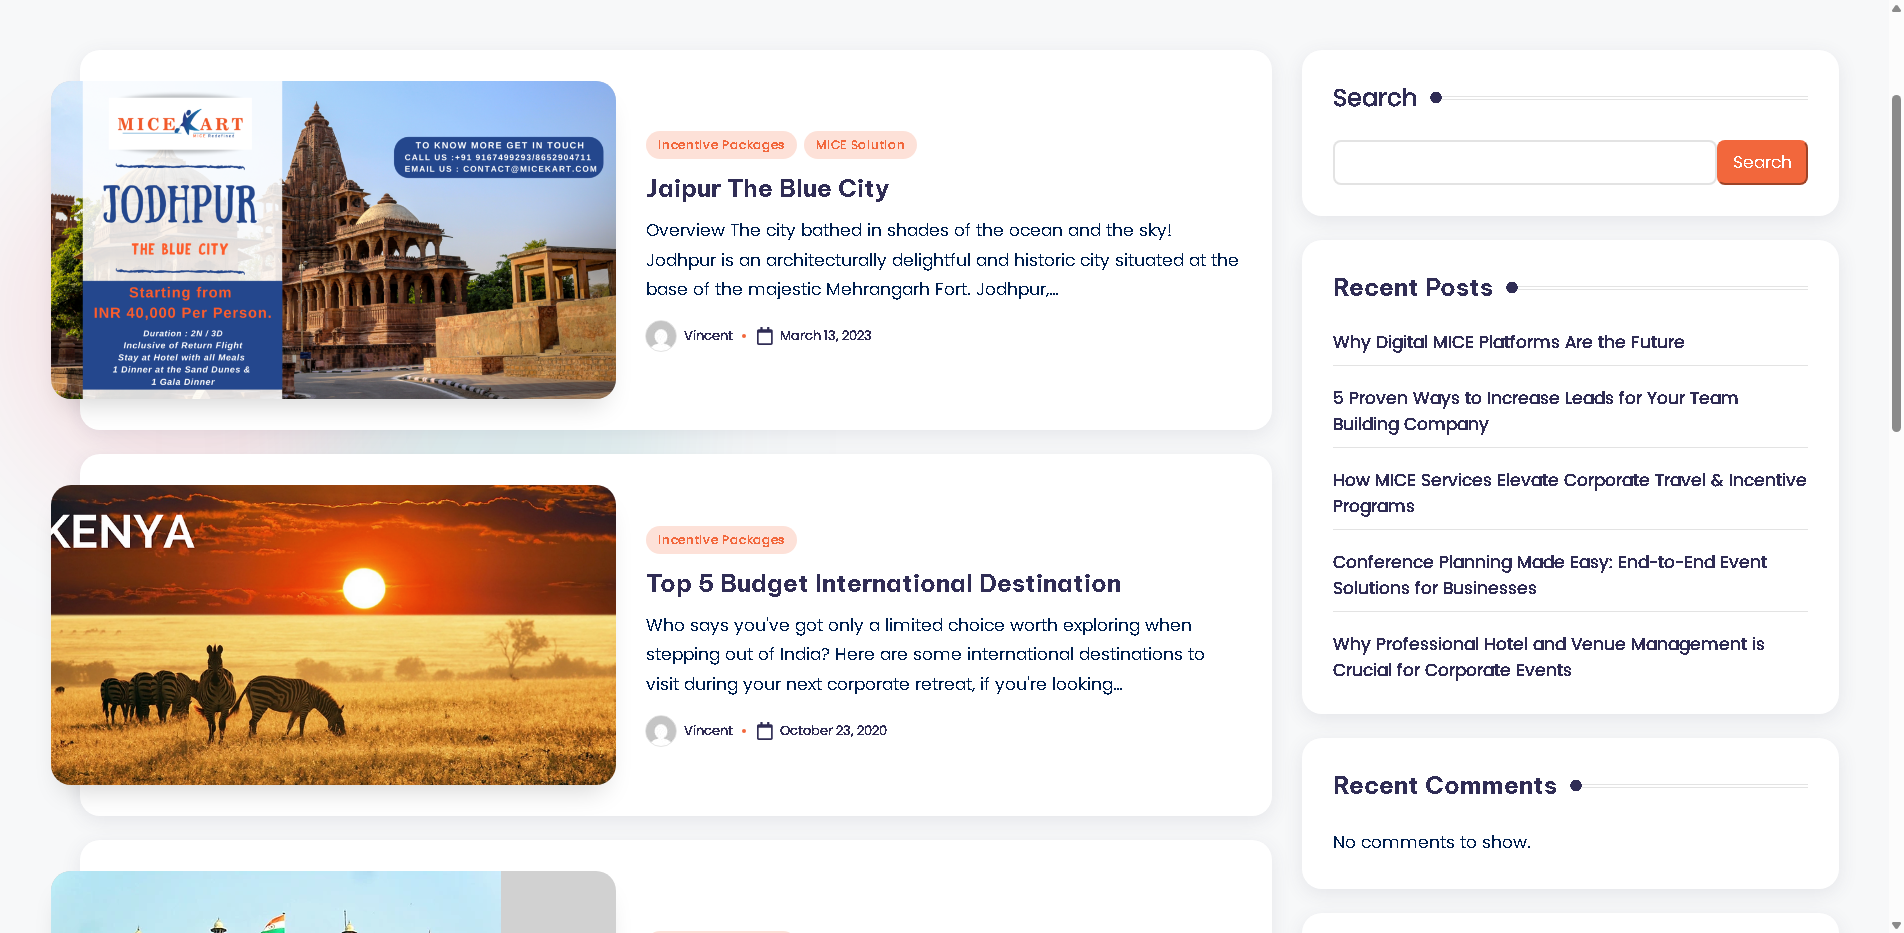 MICEKART
MICE Redefined
JODHPUR
THE BLUE CITY
Starting from
INR 40,000 Per Person.
Duration : 2N / 3D
Inclusive of Return Flight
Stay at Hotel with all Meals
1 Dinner at the Sand Dunes &
1 Gala Dinner
TO KNOW MORE GET IN TOUCH
CALL US :+91 9167499293/8652904711
EMAIL US : CONTACT@MICEKART.COM
Incentive Packages
MICE Solution
Jaipur The Blue City
Overview The city bathed in shades of the ocean and the sky!
Jodhpur is an architecturally delightful and historic city situated at the
base of the majestic Mehrangarh Fort. Jodhpur,…
Vincent
March 13, 2023
KENYA
Incentive Packages
Top 5 Budget International Destination
Who says you've got only a limited choice worth exploring when
stepping out of India? Here are some international destinations to
visit during your next corporate retreat, if you're looking…
Vincent
October 23, 2020
Search
Search
Recent Posts
Why Digital MICE Platforms Are the Future
5 Proven Ways to Increase Leads for Your Team
Building Company
How MICE Services Elevate Corporate Travel & Incentive
Programs
Conference Planning Made Easy: End-to-End Event
Solutions for Businesses
Why Professional Hotel and Venue Management is
Crucial for Corporate Events
Recent Comments
No comments to show.